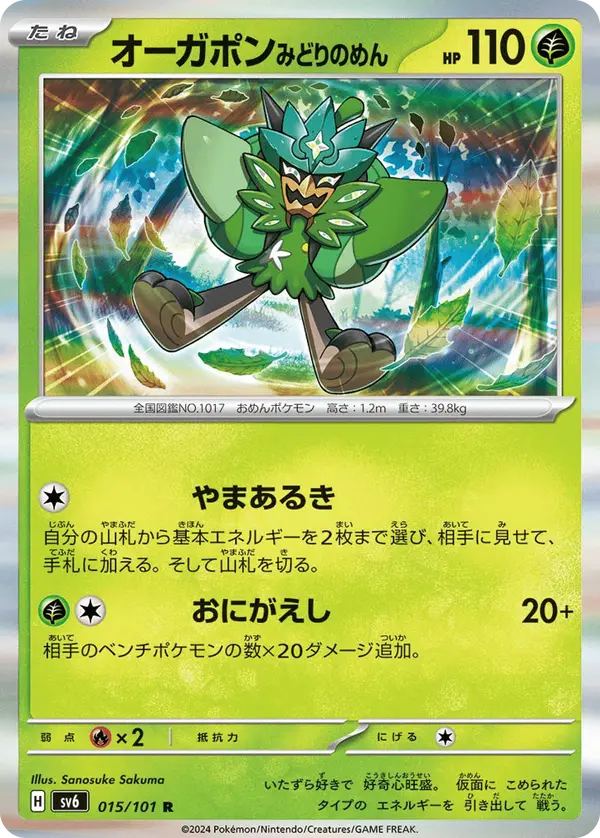 たね
オーガポン みどりのめん HP 110
全国図鑑NO.1017 おめんポケモン 高さ:1.2m 重さ:39.8kg
やまあるき
自分の山札から基本エネルギーを2枚まで選び、相手に見せて、
手札に加える。そして山札を切る。
おにがえし 20+
相手のベンチポケモンの数×20ダメージ追加。
弱点 ×2 抵抗力 にげる
Illus. Sanosuke Sakuma
いたずら好きで 好奇心旺盛。 仮面に こめられた
H sv6 015/101 R
タイプの エネルギーを 引き出して 戦う。
©2024 Pokémon/Nintendo/Creatures/GAME FREAK.